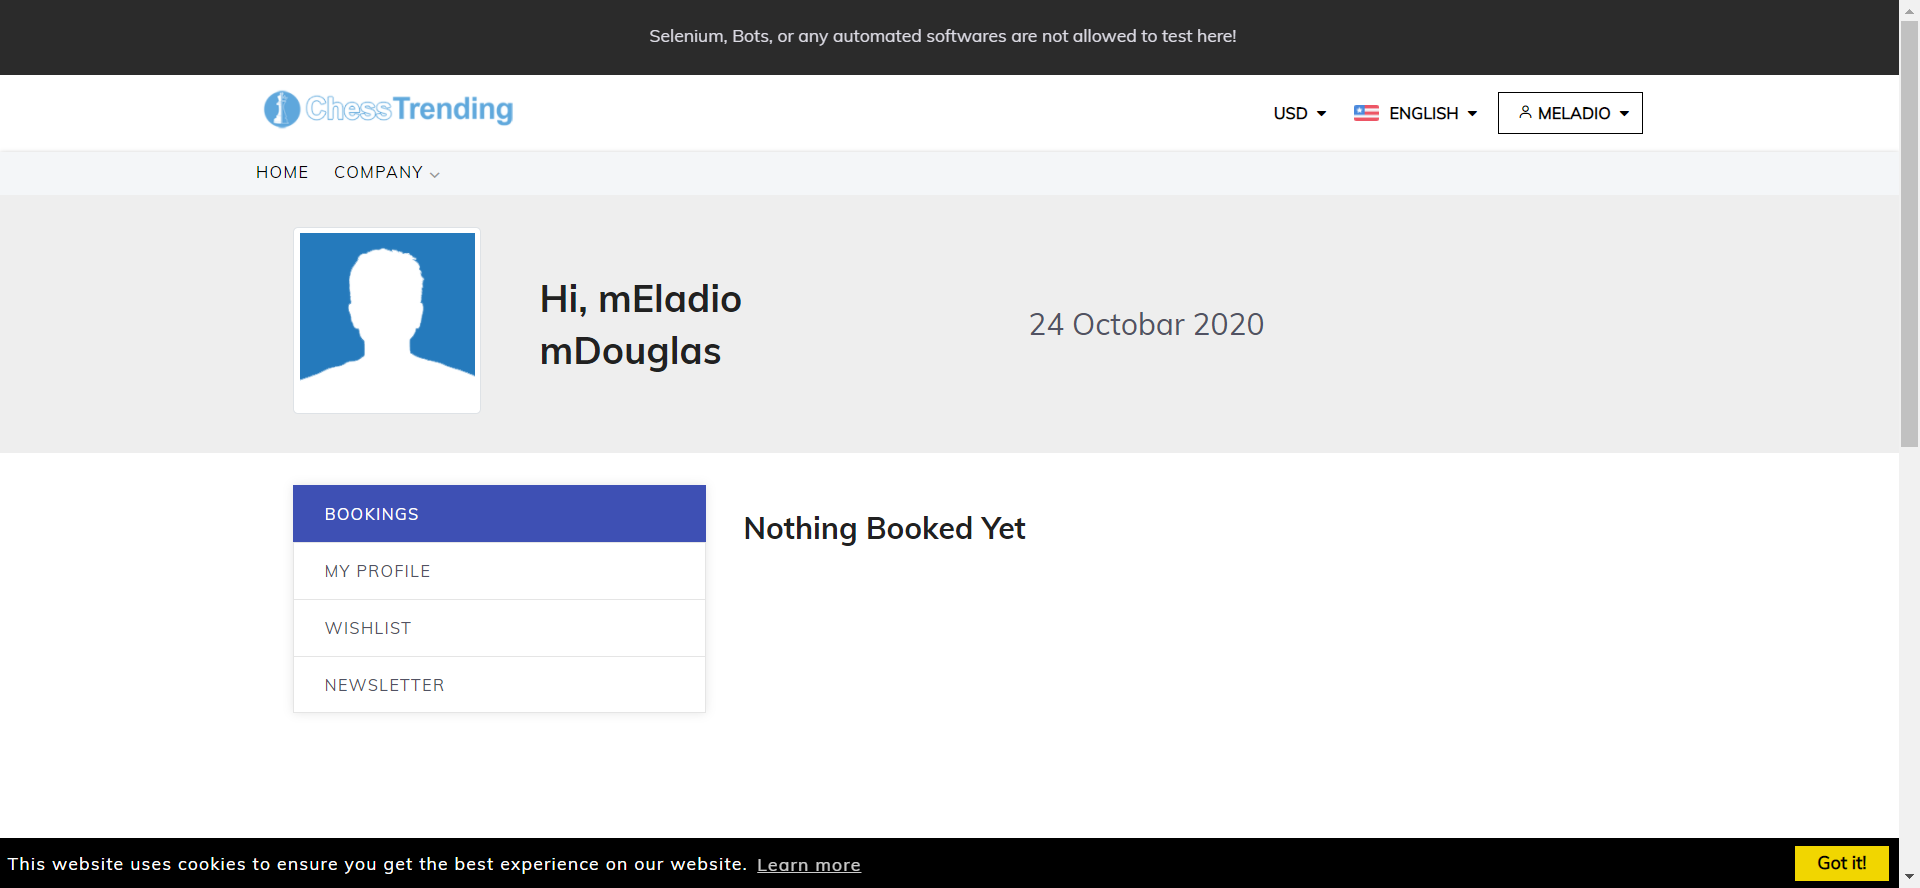 Selenium, Bots, or any automated softwares are not allowed to test here!
ChessTrending
USD
ENGLISH
MELADIO
HOME
COMPANY
Hi, mEladio
mDouglas
24 Octobar 2020
BOOKINGS
MY PROFILE
WISHLIST
NEWSLETTER
Nothing Booked Yet
This website uses cookies to ensure you get the best experience on our website. Learn more
Got it!